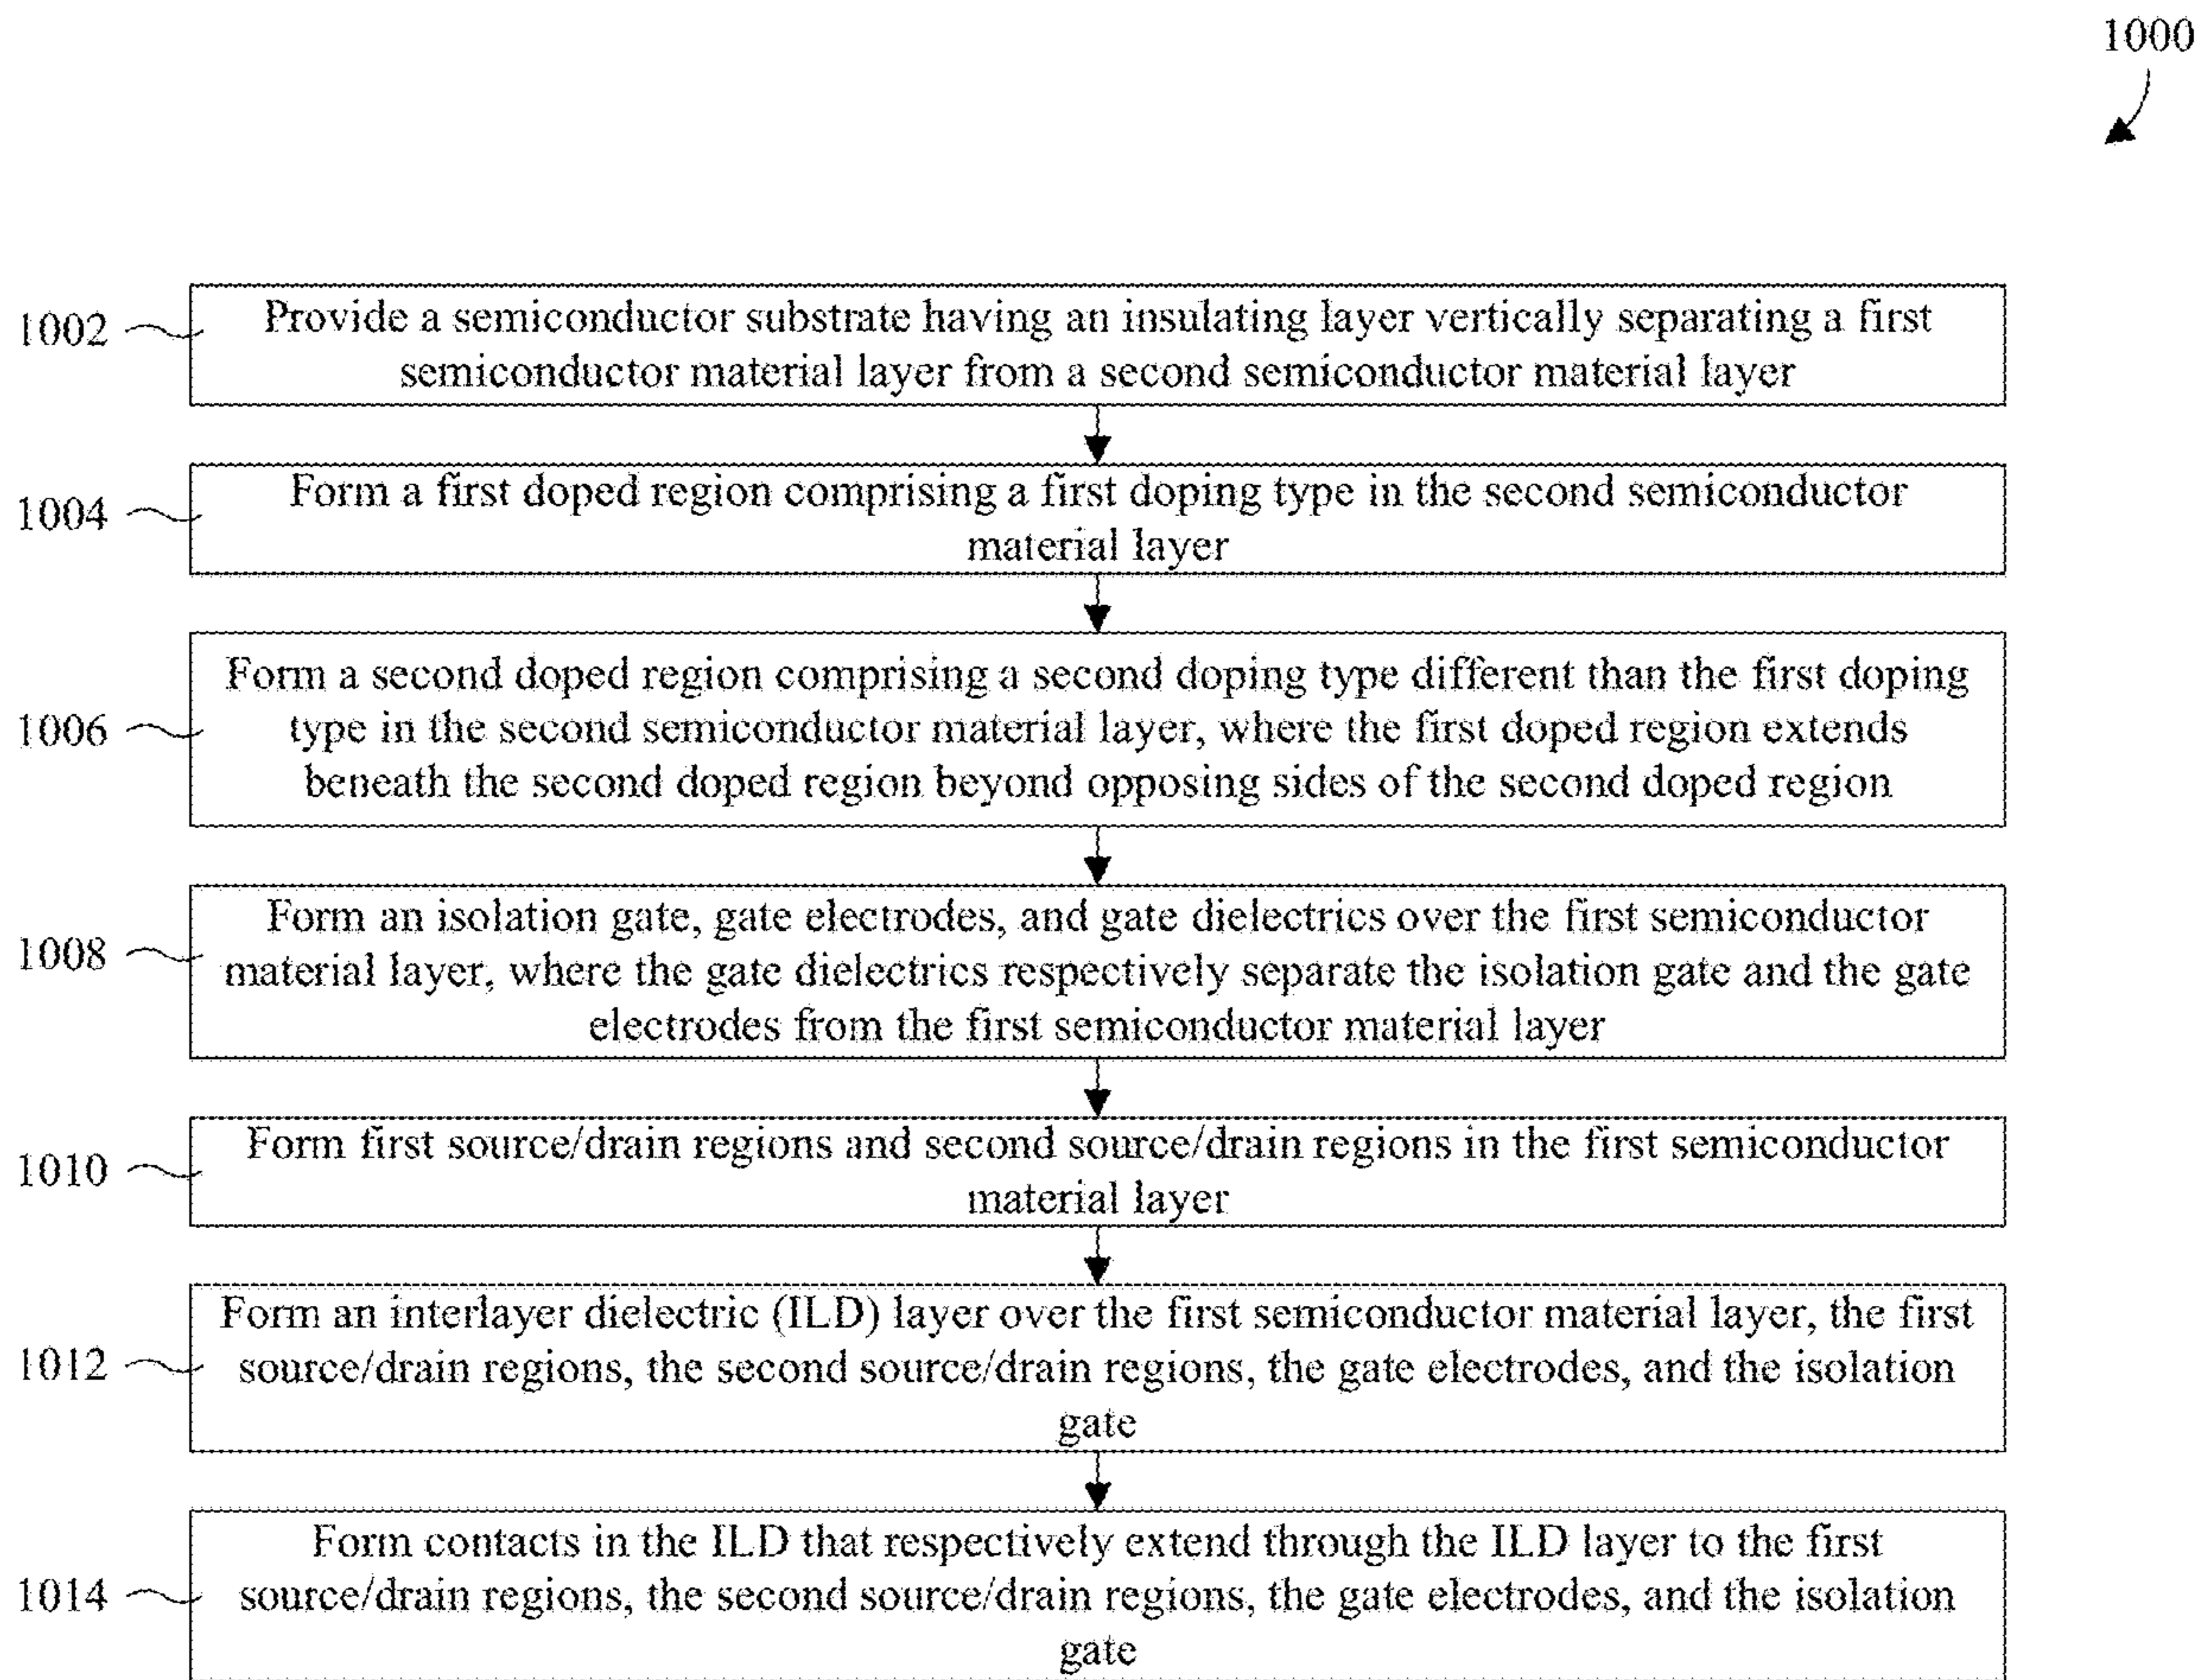 1000
1002
Provide a semiconductor substrate having an insulating layer vertically separating a first
semiconductor material layer from a second semiconductor material layer
1004
Form a first doped region comprising a first doping type in the second semiconductor
material layer
1006
Form a second doped region comprising a second doping type different than the first doping
type in the second semiconductor material layer, where the first doped region extends
beneath the second doped region beyond opposing sides of the second doped region
1008
Form an isolation gate, gate electrodes, and gate dielectrics over the first semiconductor
material layer, where the gate dielectrics respectively separate the isolation gate and the gate
electrodes from the first semiconductor material layer
1010
Form first source/drain regions and second source/drain regions in the first semiconductor
material layer
1012
Form an interlayer dielectric (ILD) layer over the first semiconductor material layer, the first
source/drain regions, the second source/drain regions, the gate electrodes, and the isolation
gate
1014
Form contacts in the ILD that respectively extend through the ILD layer to the first
source/drain regions, the second source/drain regions, the gate electrodes, and the isolation
gate